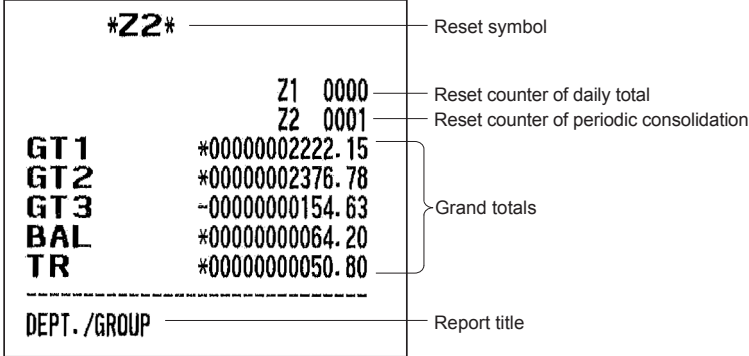 *Z2* Reset symbol
Z1 0000 Reset counter of daily total
Z2 0001 Reset counter of periodic consolidation
GT1 *00000002222.15
GT2 *00000002376.78
GT3 -00000000154.63 Grand totals
BAL *00000000064.20
TR *00000000050.80
DEPT./GROUP Report title